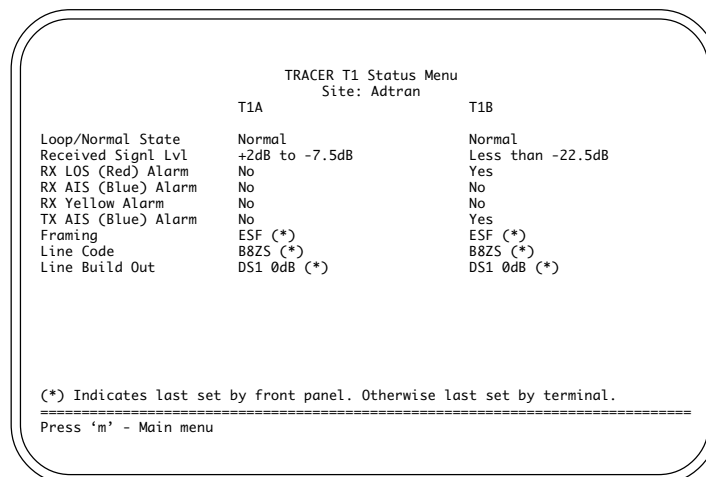 TRACER T1 Status Menu
Site: Adtran
T1A T1B
Loop/Normal State Normal Normal
Received Signl Lvl +2dB to -7.5dB Less than -22.5dB
RX LOS (Red) Alarm No Yes
RX AIS (Blue) Alarm No No
RX Yellow Alarm No No
TX AIS (Blue) Alarm No Yes
Framing ESF (*) ESF (*)
Line Code B8ZS (*) B8ZS (*)
Line Build Out DS1 0dB (*) DS1 0dB (*)
(*) Indicates last set by front panel. Otherwise last set by terminal.
===============================================================================
Press ‘m’ - Main menu